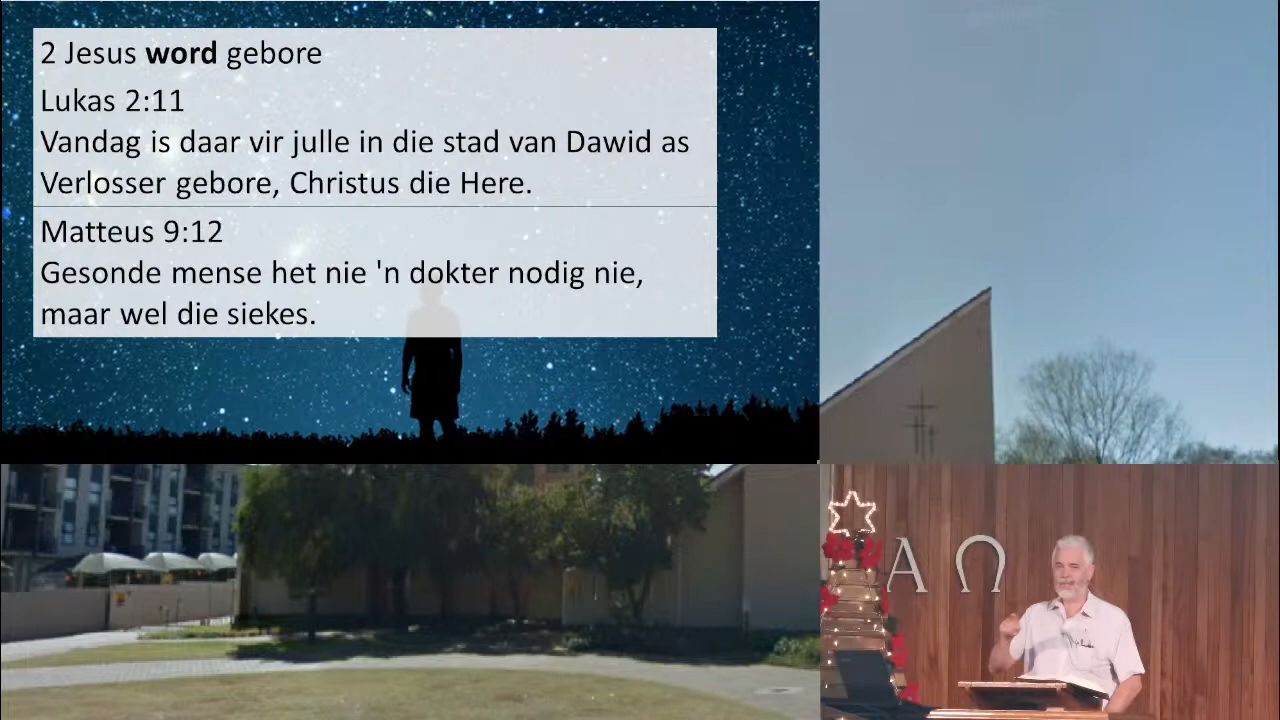 2 Jesus word gebore
Lukas 2:11
Vandag is daar vir julle in die stad van Dawid as
Verlosser gebore, Christus die Here.
Matteus 9:12
Gesonde mense het nie 'n dokter nodig nie,
maar wel die siekes.
Α Ω